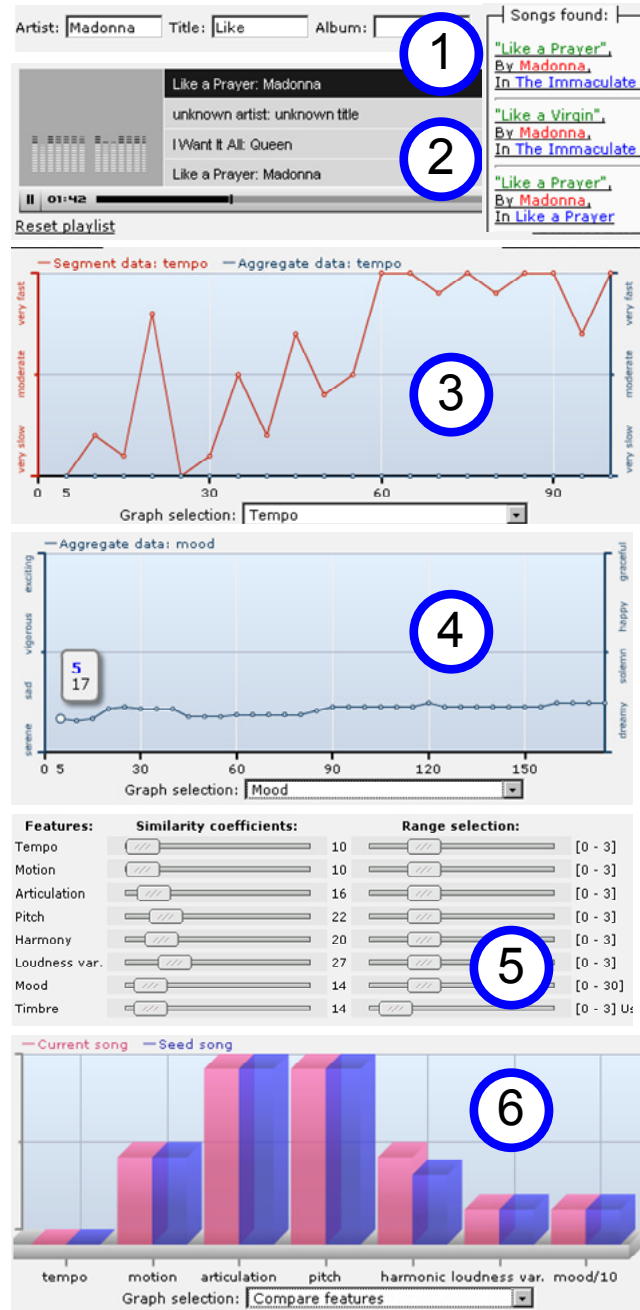 Artist: Madonna Title: Like Album:
1
Songs found:
"Like a Prayer",
By Madonna,
In The Immaculate
"Like a Virgin",
By Madonna,
In The Immaculate
"Like a Prayer",
By Madonna,
In Like a Prayer
Like a Prayer: Madonna
unknown artist: unknown title
I Want It All: Queen
Like a Prayer: Madonna
2
01:42
Reset playlist
Segment data: tempo Aggregate data: tempo
very fast
moderate
very slow
very fast
moderate
very slow
3
0 5 30 60 90
Graph selection: Tempo
Aggregate data: mood
exciting
vigorous
sad
serene
graceful
happy
solemn
dreamy
4
5
17
0 5 30 60 90 120 150
Graph selection: Mood
Features: Similarity coefficients: Range selection:
Tempo 10 [0 - 3]
Motion 10 [0 - 3]
Articulation 16 [0 - 3]
Pitch 22 [0 - 3]
Harmony 20 [0 - 3]
Loudness var. 27 [0 - 3]
Mood 14 [0 - 30]
Timbre 14 [0 - 3] Us
5
Current song Seed song
6
tempo motion articulation pitch harmonic loudness var. mood/10
Graph selection: Compare features